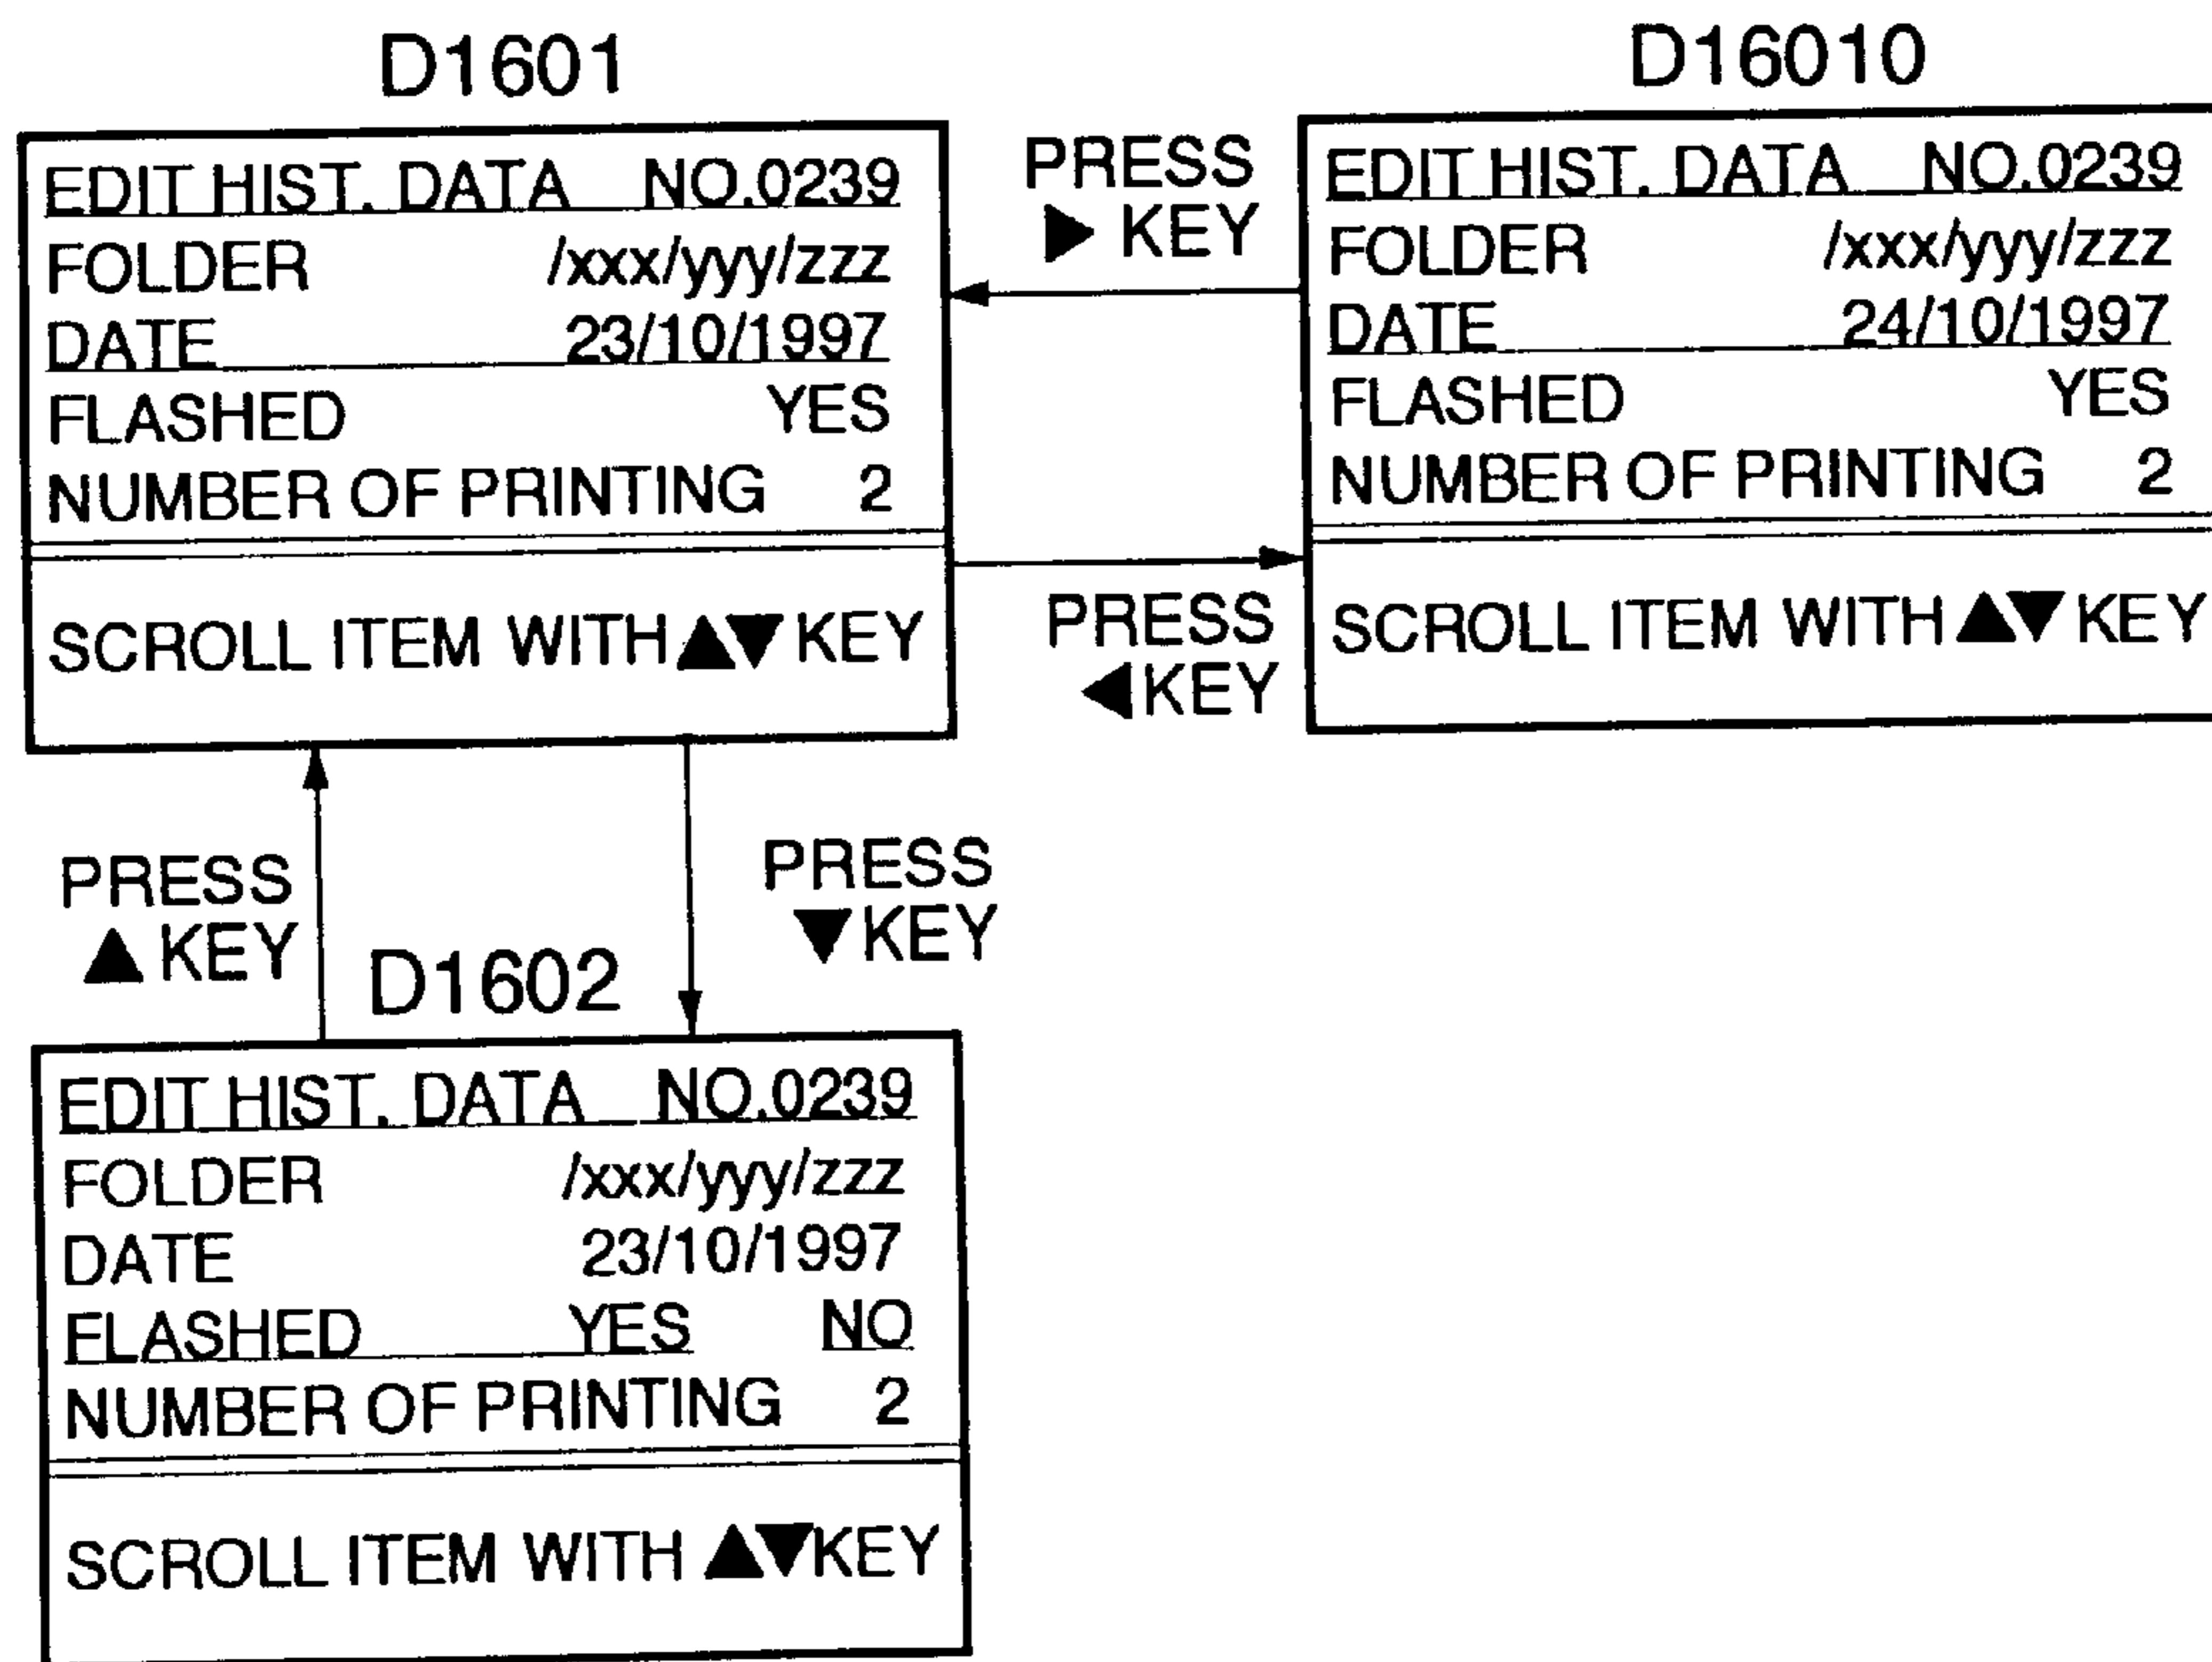 D1601
EDIT HIST. DATA NO.0239
FOLDER /xxx/yyy/zzz
DATE 23/10/1997
FLASHED YES
NUMBER OF PRINTING 2
SCROLL ITEM WITH ▲▼ KEY
PRESS
▶ KEY
PRESS
◀ KEY
D16010
EDIT HIST. DATA NO.0239
FOLDER /xxx/yyy/zzz
DATE 24/10/1997
FLASHED YES
NUMBER OF PRINTING 2
SCROLL ITEM WITH ▲▼ KEY
PRESS
▲ KEY
PRESS
▼ KEY
D1602
EDIT HIST. DATA NO.0239
FOLDER /xxx/yyy/zzz
DATE 23/10/1997
FLASHED YES NO
NUMBER OF PRINTING 2
SCROLL ITEM WITH ▲▼ KEY